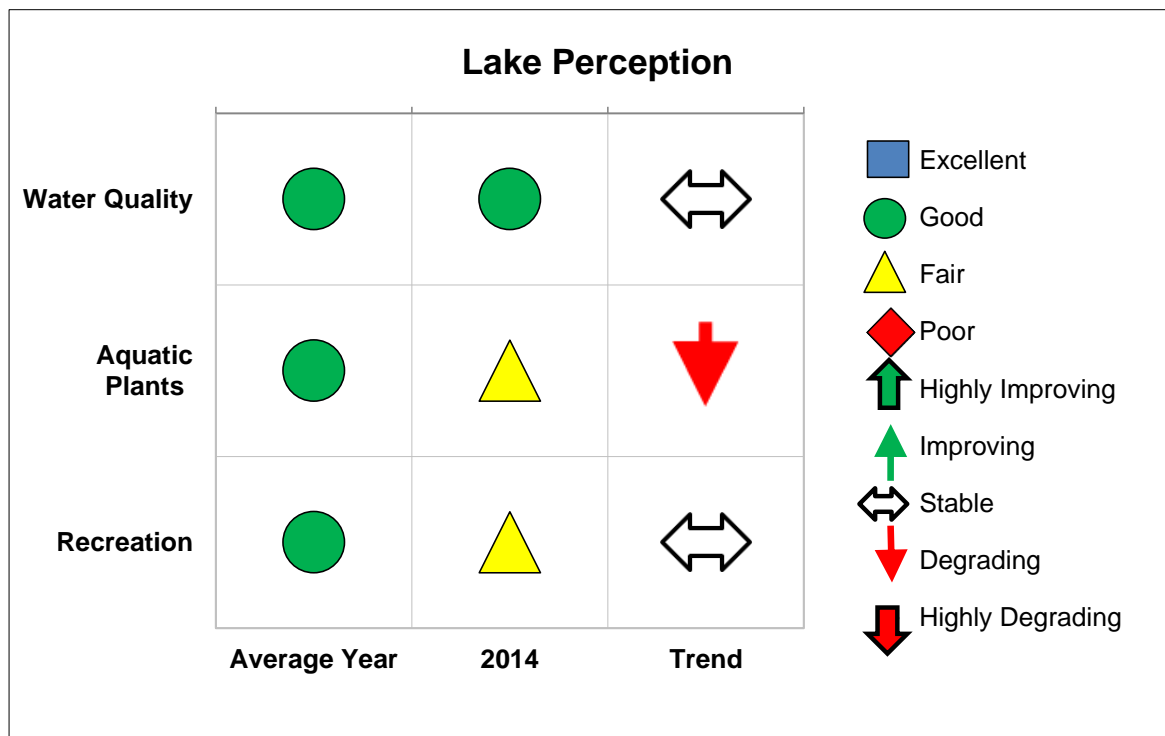 Lake Perception
Water Quality
Aquatic
Plants
Recreation
Average Year
2014
Trend
Excellent
Good
Fair
Poor
Highly Improving
Improving
Stable
Degrading
Highly Degrading